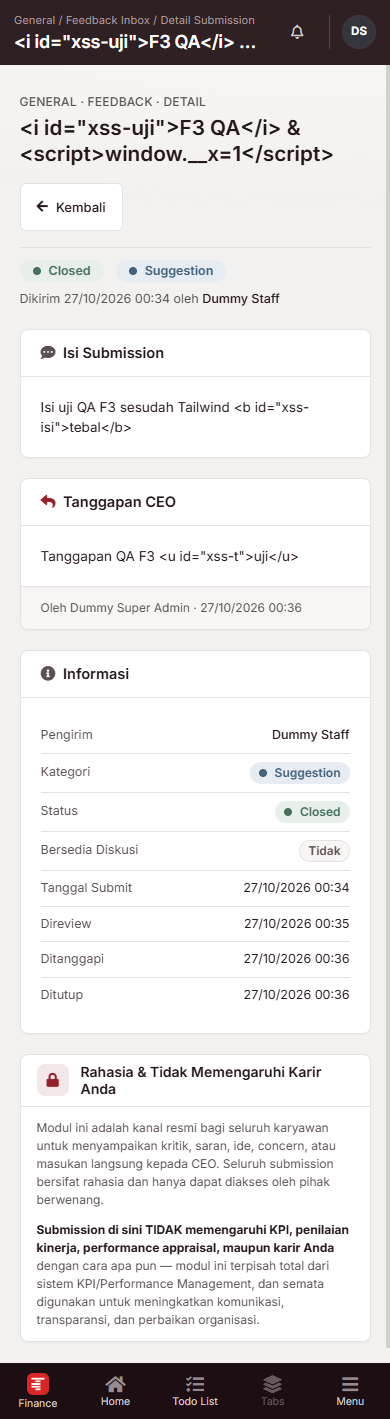 General / Feedback Inbox / Detail Submission
<i id="xss-uji">F3 QA</i> ...
DS
GENERAL · FEEDBACK · DETAIL
<i id="xss-uji">F3 QA</i> &
<script>window.__x=1</script>
Kembali
Closed
Suggestion
Dikirim 27/10/2026 00:34 oleh Dummy Staff
Isi Submission
Isi uji QA F3 sesudah Tailwind <b id="xss-
isi">tebal</b>
Tanggapan CEO
Tanggapan QA F3 <u id="xss-t">uji</u>
Oleh Dummy Super Admin · 27/10/2026 00:36
Informasi
Pengirim Dummy Staff
Kategori Suggestion
Status Closed
Bersedia Diskusi Tidak
Tanggal Submit 27/10/2026 00:34
Direview 27/10/2026 00:35
Ditanggapi 27/10/2026 00:36
Ditutup 27/10/2026 00:36
Rahasia & Tidak Memengaruhi Karir
Anda
Modul ini adalah kanal resmi bagi seluruh karyawan
untuk menyampaikan kritik, saran, ide, concern, atau
masukan langsung kepada CEO. Seluruh submission
bersifat rahasia dan hanya dapat diakses oleh pihak
berwenang.
Submission di sini TIDAK memengaruhi KPI, penilaian
kinerja, performance appraisal, maupun karir Anda
dengan cara apa pun — modul ini terpisah total dari
sistem KPI/Performance Management, dan semata
digunakan untuk meningkatkan komunikasi,
transparansi, dan perbaikan organisasi.
Finance
Home
Todo List
Tabs
Menu